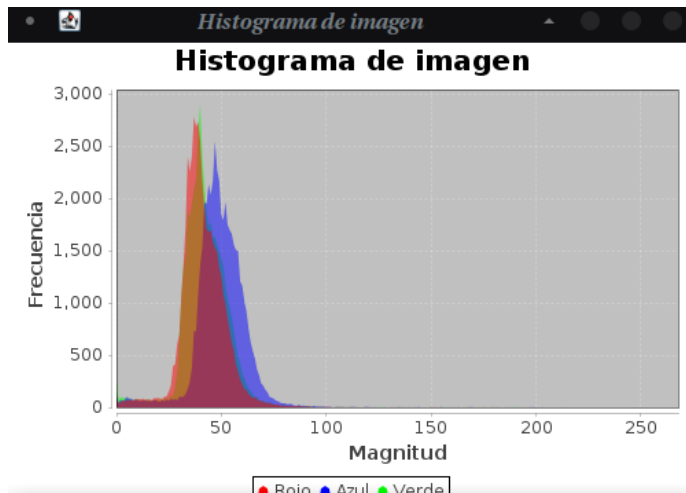 Histograma de imagen
Histograma de imagen
3,000
2,500
2,000
1,500
1,000
500
0
Frecuencia
0 50 100 150 200 250
Magnitud
Rojo Azul Verde